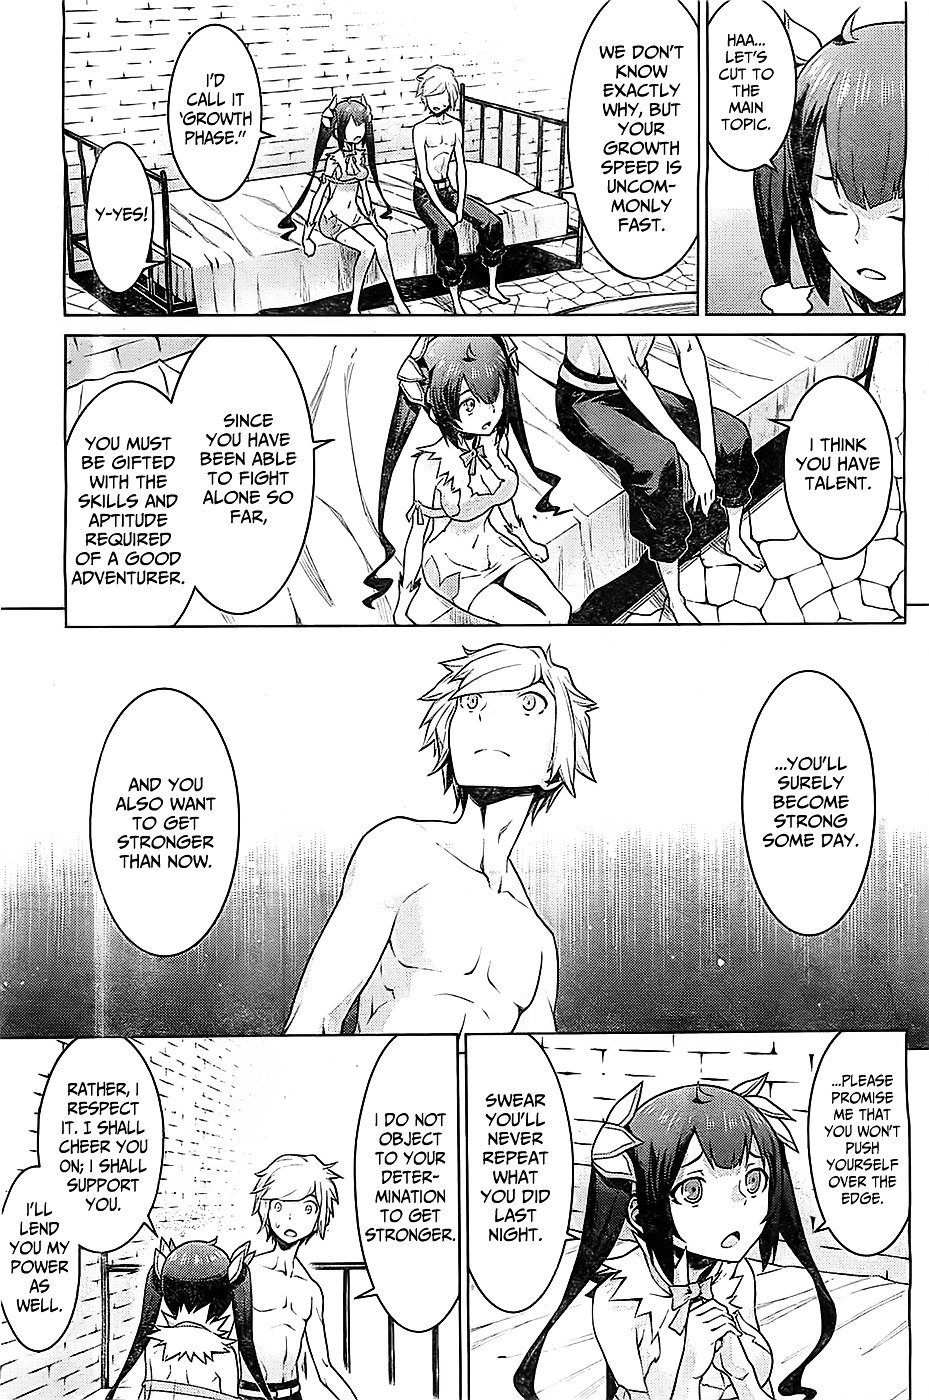 HAA...
LET'S
CUT TO
THE
MAIN
TOPIC.
WE DON'T
KNOW
EXACTLY
WHY, BUT
YOUR
GROWTH
SPEED IS
UNCOM-
MONLY
FAST.
I'D
CALL IT
'GROWTH
PHASE."
Y-YES!
I THINK
YOU HAVE
TALENT.
SINCE
YOU HAVE
BEEN ABLE
TO FIGHT
ALONE SO
FAR,
YOU MUST
BE GIFTED
WITH THE
SKILLS AND
APTITUDE
REQUIRED
OF A GOOD
ADVENTURER.
...YOU'LL
SURELY
BECOME
STRONG
SOME DAY.
AND YOU
ALSO WANT
TO GET
STRONGER
THAN NOW.
...PLEASE
PROMISE
ME THAT
YOU WON'T
PUSH
YOURSELF
OVER THE
EDGE.
SWEAR
YOU'LL
NEVER
REPEAT
WHAT
YOU DID
LAST
NIGHT.
I DO NOT
OBJECT
TO YOUR
DETER-
MINATION
TO GET
STRONGER.
RATHER, I
RESPECT
IT. I SHALL
CHEER YOU
ON; I SHALL
SUPPORT
YOU.
I'LL
LEND
YOU MY
POWER
AS
WELL.